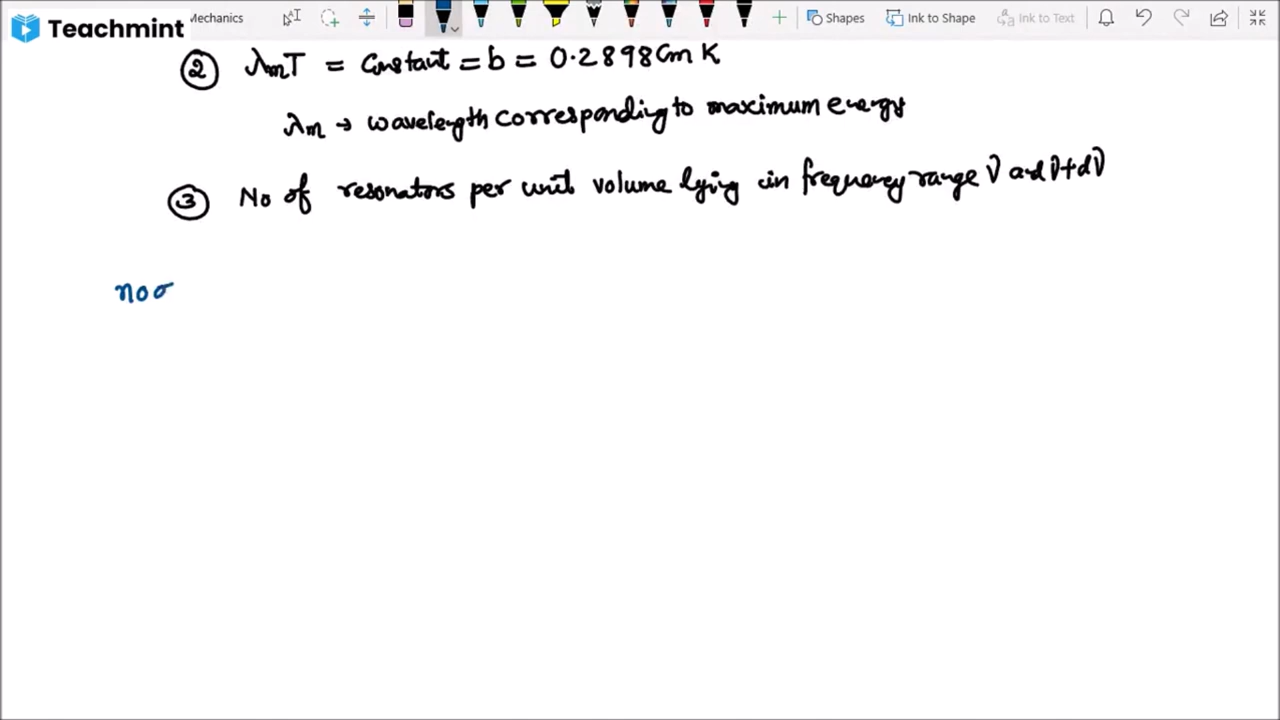 Teachmint
Mechanics
Shapes
Ink to Shape
Ink to Text
② λmT = Constant = b = 0.2898 Cm K
λm → wavelength corresponding to maximum energy
③ No of resonators per unit volume lying in frequency range ν and ν+dν
noo